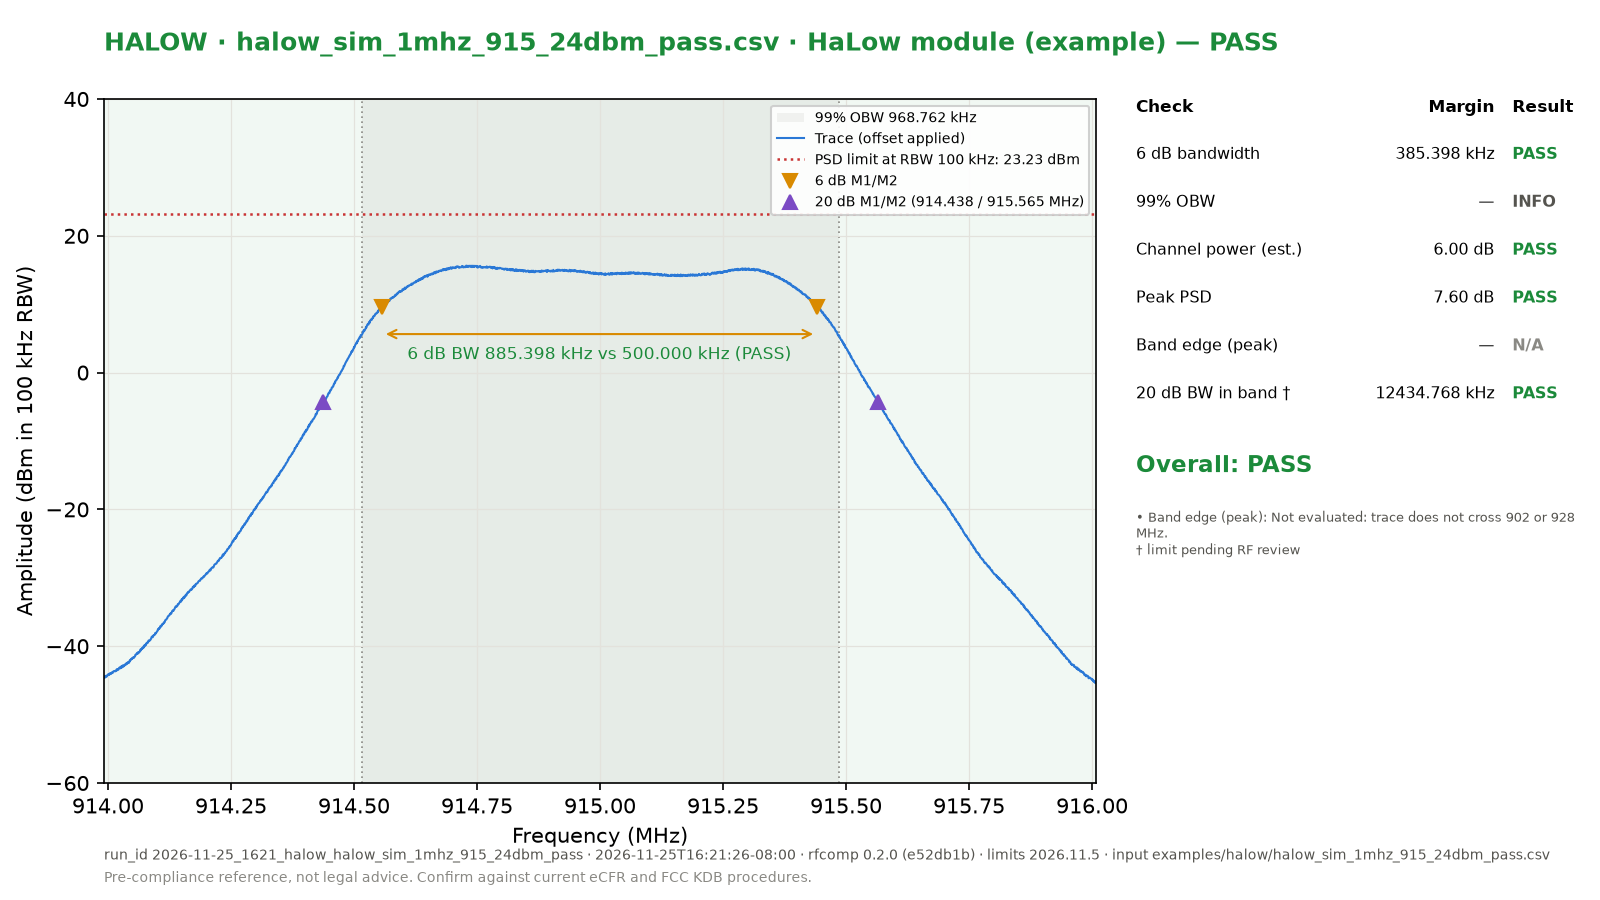 HALOW · halow_sim_1mhz_915_24dbm_pass.csv · HaLow module (example) — PASS
40
20
0
−20
−40
−60
Amplitude (dBm in 100 kHz RBW)
99% OBW 968.762 kHz
Trace (offset applied)
PSD limit at RBW 100 kHz: 23.23 dBm
6 dB M1/M2
20 dB M1/M2 (914.438 / 915.565 MHz)
6 dB BW 885.398 kHz vs 500.000 kHz (PASS)
914.00 914.25 914.50 914.75 915.00 915.25 915.50 915.75 916.00
Frequency (MHz)
Check Margin Result
6 dB bandwidth 385.398 kHz PASS
99% OBW — INFO
Channel power (est.) 6.00 dB PASS
Peak PSD 7.60 dB PASS
Band edge (peak) — N/A
20 dB BW in band † 12434.768 kHz PASS
Overall: PASS
• Band edge (peak): Not evaluated: trace does not cross 902 or 928
MHz.
† limit pending RF review
run_id 2026-11-25_1621_halow_halow_sim_1mhz_915_24dbm_pass · 2026-11-25T16:21:26-08:00 · rfcomp 0.2.0 (e52db1b) · limits 2026.11.5 · input examples/halow/halow_sim_1mhz_915_24dbm_pass.csv
Pre-compliance reference, not legal advice. Confirm against current eCFR and FCC KDB procedures.